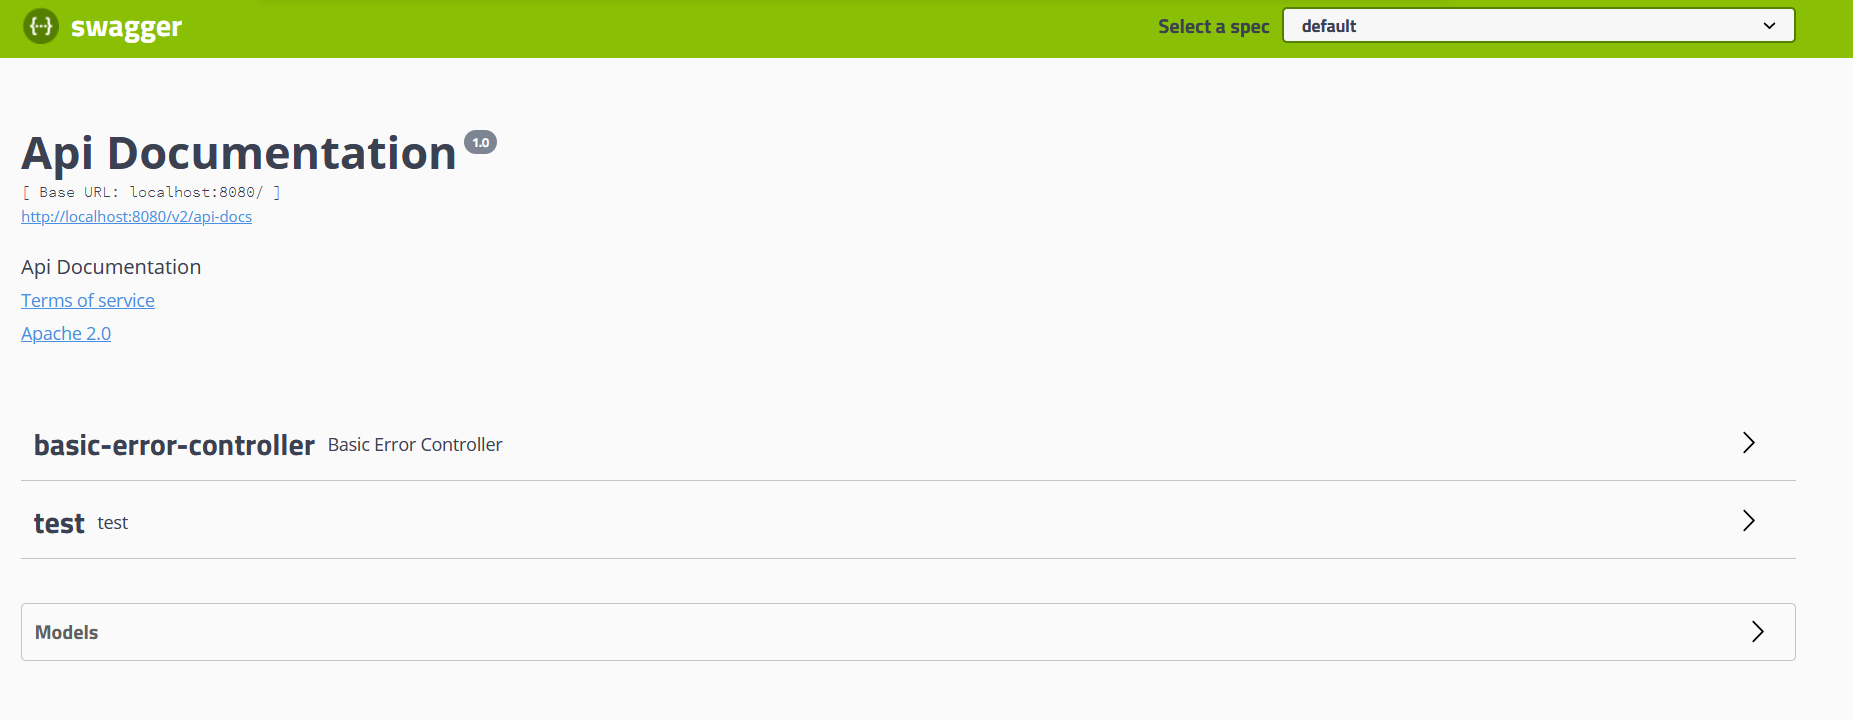 {...} swagger
Select a spec default
Api Documentation 1.0
[ Base URL: localhost:8080/ ]
http://localhost:8080/v2/api-docs
Api Documentation
Terms of service
Apache 2.0
basic-error-controller Basic Error Controller
test test
Models